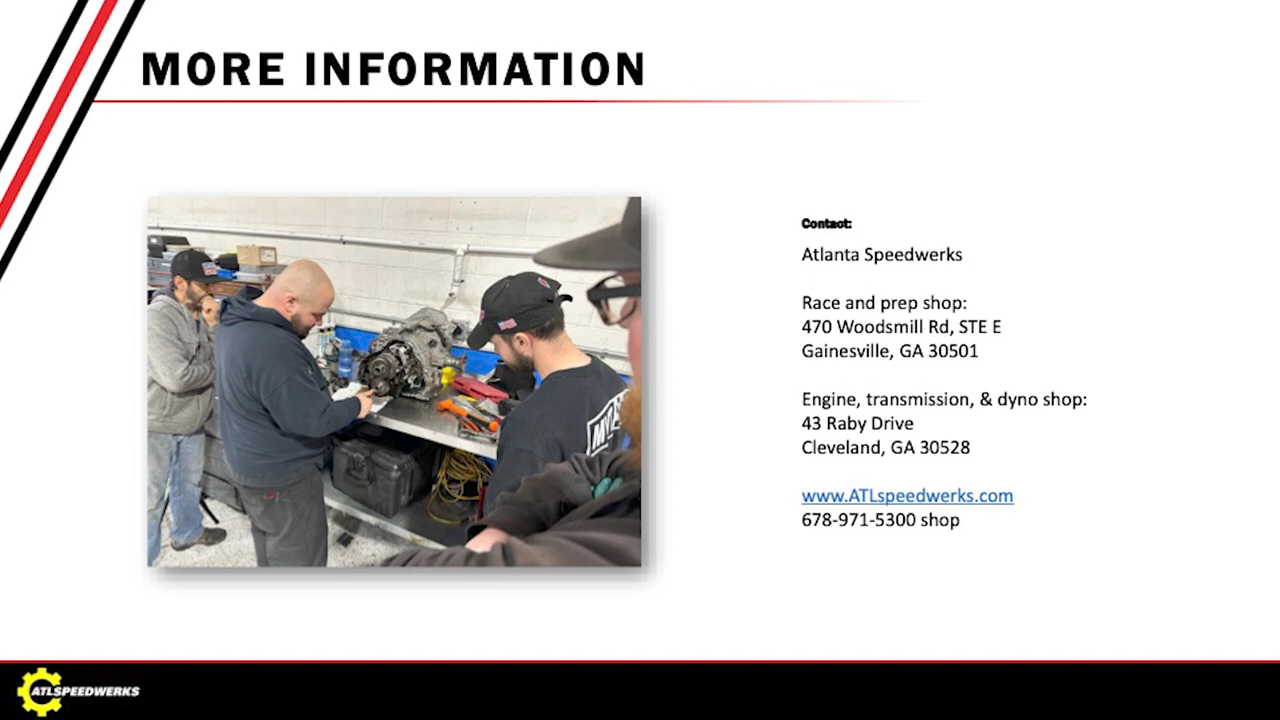 MORE INFORMATION
Contact:
Atlanta Speedwerks
Race and prep shop:
470 Woodsmill Rd, STE E
Gainesville, GA 30501
Engine, transmission, & dyno shop:
43 Raby Drive
Cleveland, GA 30528
www.ATLspeedwerks.com
678-971-5300 shop
ATLSPEEDWERKS